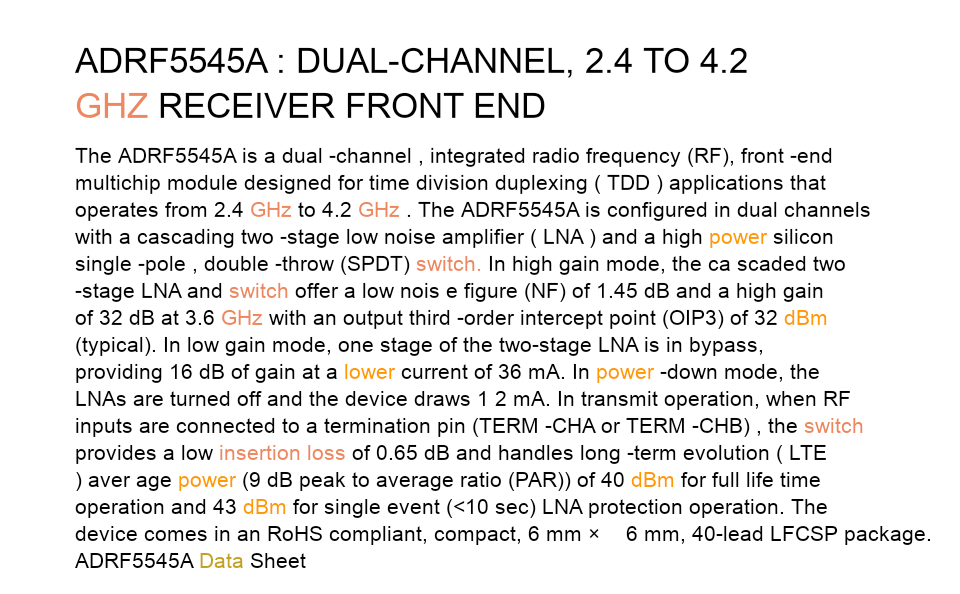 ADRF5545A : DUAL-CHANNEL, 2.4 TO 4.2
GHZ RECEIVER FRONT END
The ADRF5545A is a dual -channel , integrated radio frequency (RF), front -end
multichip module designed for time division duplexing ( TDD ) applications that
operates from 2.4 GHz to 4.2 GHz . The ADRF5545A is configured in dual channels
with a cascading two -stage low noise amplifier ( LNA ) and a high power silicon
single -pole , double -throw (SPDT) switch. In high gain mode, the ca scaded two
-stage LNA and switch offer a low nois e figure (NF) of 1.45 dB and a high gain
of 32 dB at 3.6 GHz with an output third -order intercept point (OIP3) of 32 dBm
(typical). In low gain mode, one stage of the two-stage LNA is in bypass,
providing 16 dB of gain at a lower current of 36 mA. In power -down mode, the
LNAs are turned off and the device draws 1 2 mA. In transmit operation, when RF
inputs are connected to a termination pin (TERM -CHA or TERM -CHB) , the switch
provides a low insertion loss of 0.65 dB and handles long -term evolution ( LTE
) aver age power (9 dB peak to average ratio (PAR)) of 40 dBm for full life time
operation and 43 dBm for single event (<10 sec) LNA protection operation. The
device comes in an RoHS compliant, compact, 6 mm × 6 mm, 40-lead LFCSP package.
ADRF5545A Data Sheet